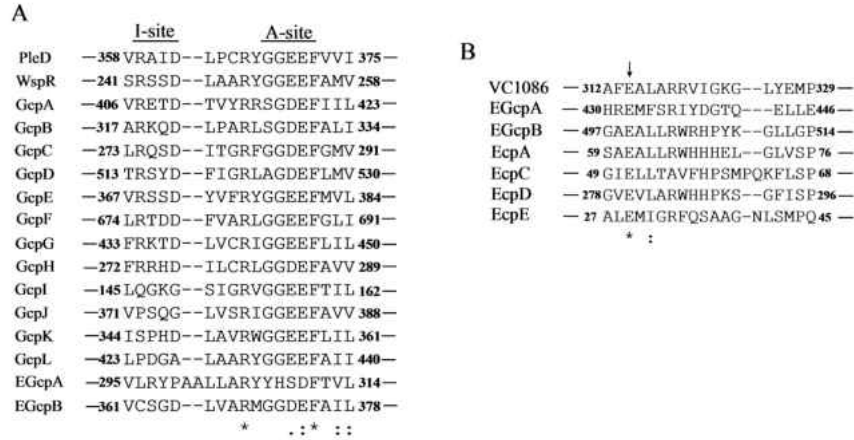 A
I-site A-site
PleD —358 VRAID--LPCRYGGEEFVVI 375—
WspR —241 SRSSD--LAARYGGEEFAMV 258—
GcpA —406 VRETD--TVYRRSGDEFIIL 423—
GcpB —317 ARKQD--LPARLSGDEFALI 334—
GcpC —273 LRQSD--ITGRFGGDEFGMV 291—
GcpD —513 TRSYD--FIGRLAGDEFLMV 530—
GcpE —367 VRSSD--YVFRYGGEEFMVL 384—
GcpF —674 LRTDD--FVARLGGEEFGLI 691—
GcpG —433 FRKTD--LVCRIGGEEFLIL 450—
GcpH —272 FRRHD--ILCRLGGDEFAVV 289—
GcpI —145 LQGKG--SIGRVGGEEFTIL 162—
GcpJ —371 VPSQG--LVSRIGGEEFAVV 388—
GcpK —344 ISPHD--LAVRWGGEEFLIL 361—
GcpL —423 LPDGA--LAARYGGEEFAII 440—
EGcpA —295 VLRYPAALLARYYHSDFTVL 314—
EGcpB —361 VCSGD--LVARMGGDEFAIL 378—
* .:* ::
B
VC1086 — 312 AFEALARRVIGKG--LYEMP 329—
EGcpA — 430 HREMFSRIYDGTQ---ELLE 446—
EGcpB — 497 GAEALLRWRHPYK--GLLGP 514—
EcpA — 59 SAEALLRWHHHEL--GLVSP 76 —
EcpC — 49 GIELLTAVFHPSMPQKFLSP 68 —
EcpD — 278 GVEVLARWHHPKS--GFISP 296—
EcpE — 27 ALEMIGRFQSAAG-NLSMPQ 45 —
* :